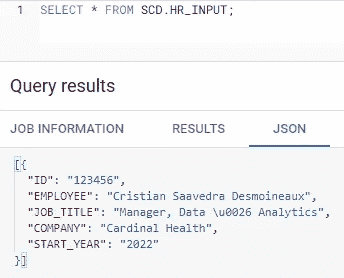 1 SELECT * FROM SCD.HR_INPUT;
Query results
JOB INFORMATION RESULTS JSON
[{
"ID": "123456",
"EMPLOYEE": "Cristian Saavedra Desmoineaux",
"JOB_TITLE": "Manager, Data \u0026 Analytics",
"COMPANY": "Cardinal Health",
"START_YEAR": "2022"
}]